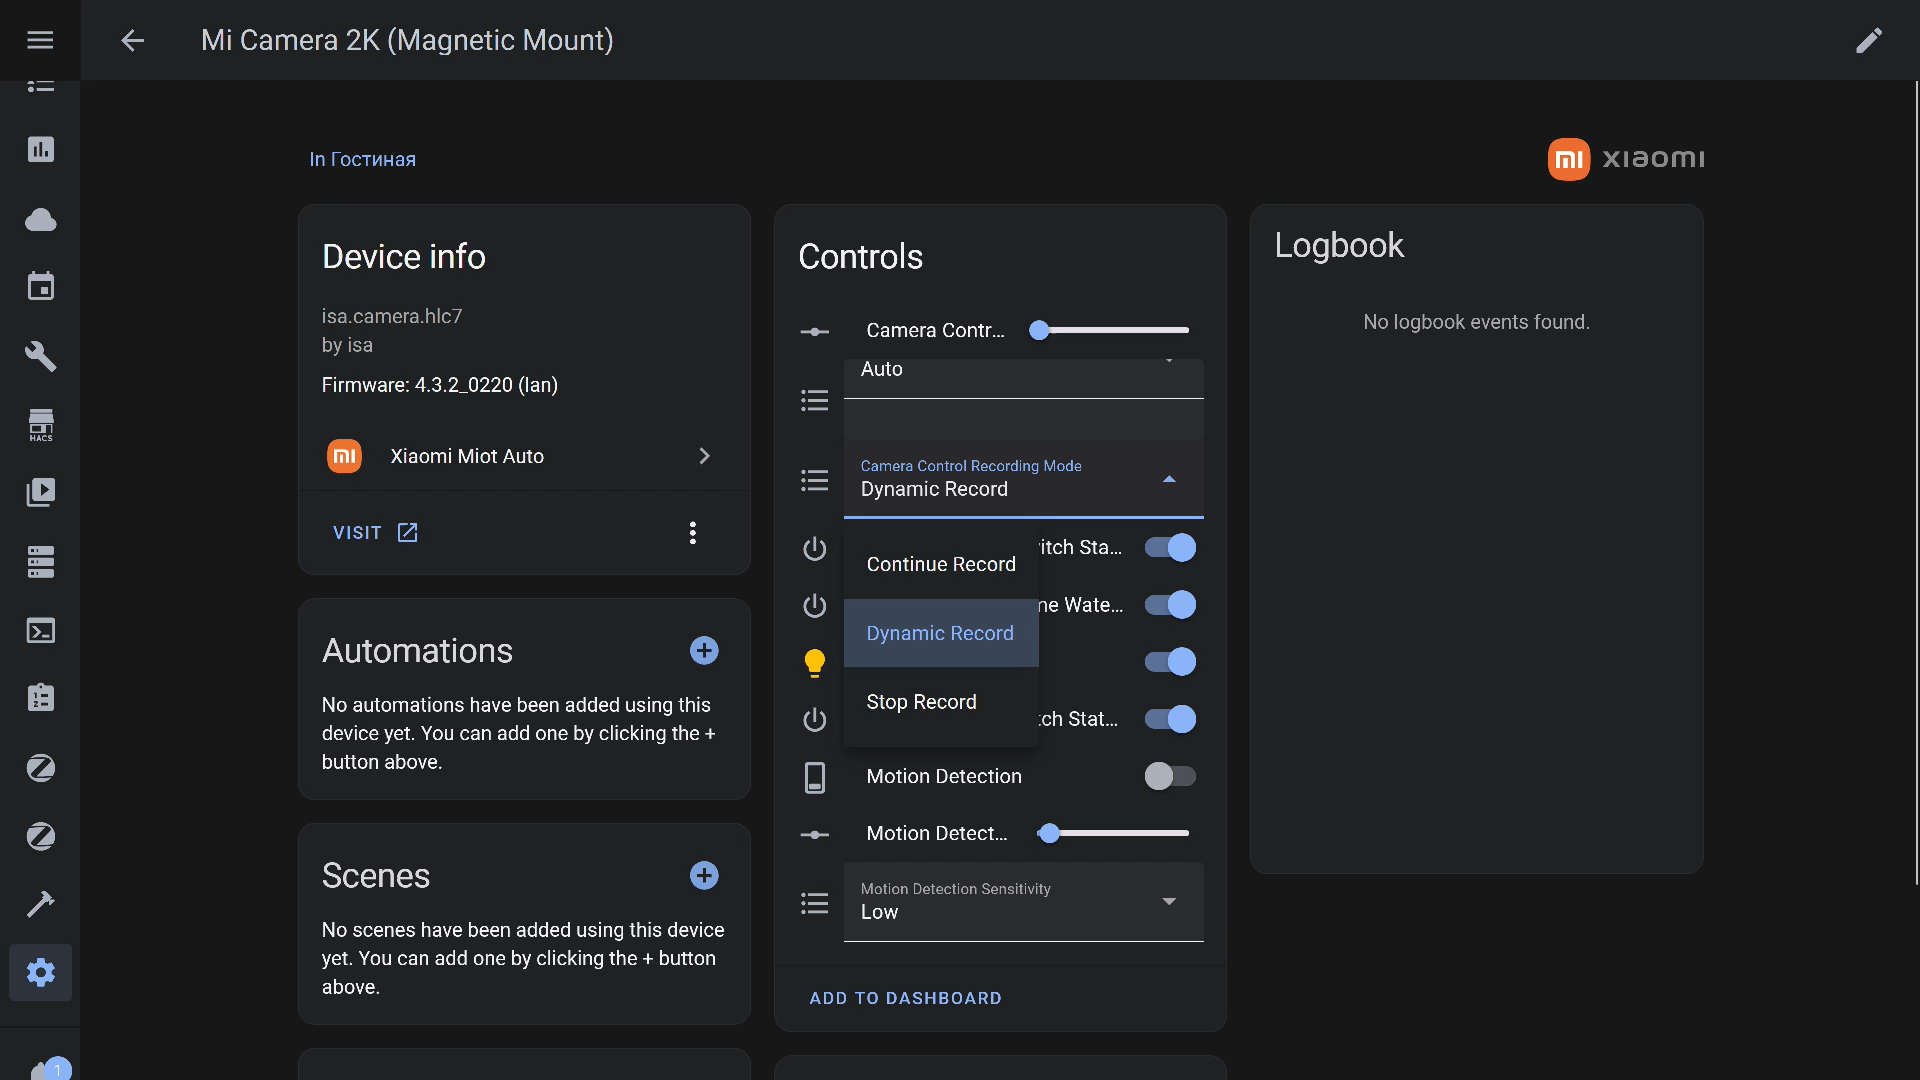 Mi Camera 2K (Magnetic Mount)
In Гостиная
mi xiaomi
Device info
isa.camera.hlc7
by isa
Firmware: 4.3.2_0220 (lan)
mi Xiaomi Miot Auto
VISIT
Automations
No automations have been added using this
device yet. You can add one by clicking the +
button above.
Scenes
No scenes have been added using this device
yet. You can add one by clicking the + button
above.
Controls
Camera Contr...
Auto
Camera Control Recording Mode
Dynamic Record
Continue Record
Dynamic Record
Stop Record
itch Sta...
me Wate...
tch Stat...
Motion Detection
Motion Detect...
Motion Detection Sensitivity
Low
ADD TO DASHBOARD
Logbook
No logbook events found.
HACS
1